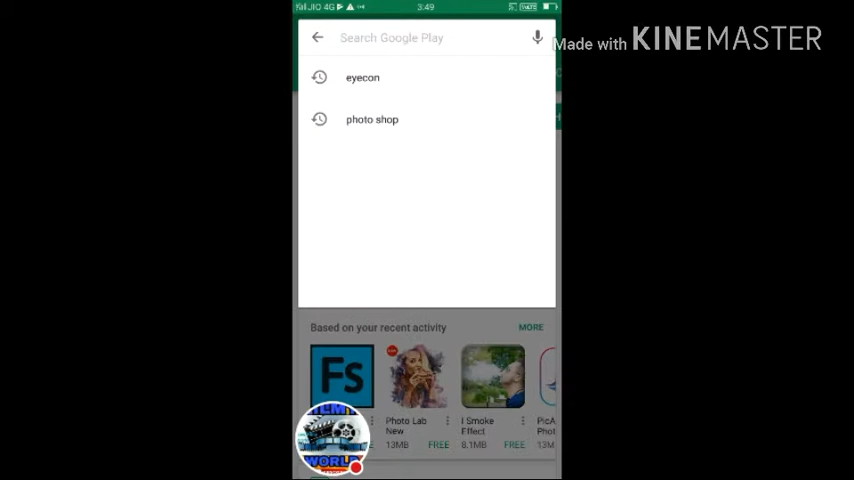 JIO 4G
3:49
Search Google Play
Made with KINEMASTER
eyecon
photo shop
Based on your recent activity
MORE
Fs
Photo Lab
New
13MB
FREE
I Smoke
Effect
8.1MB
FREE
PicA
Phot
13M
WORLD